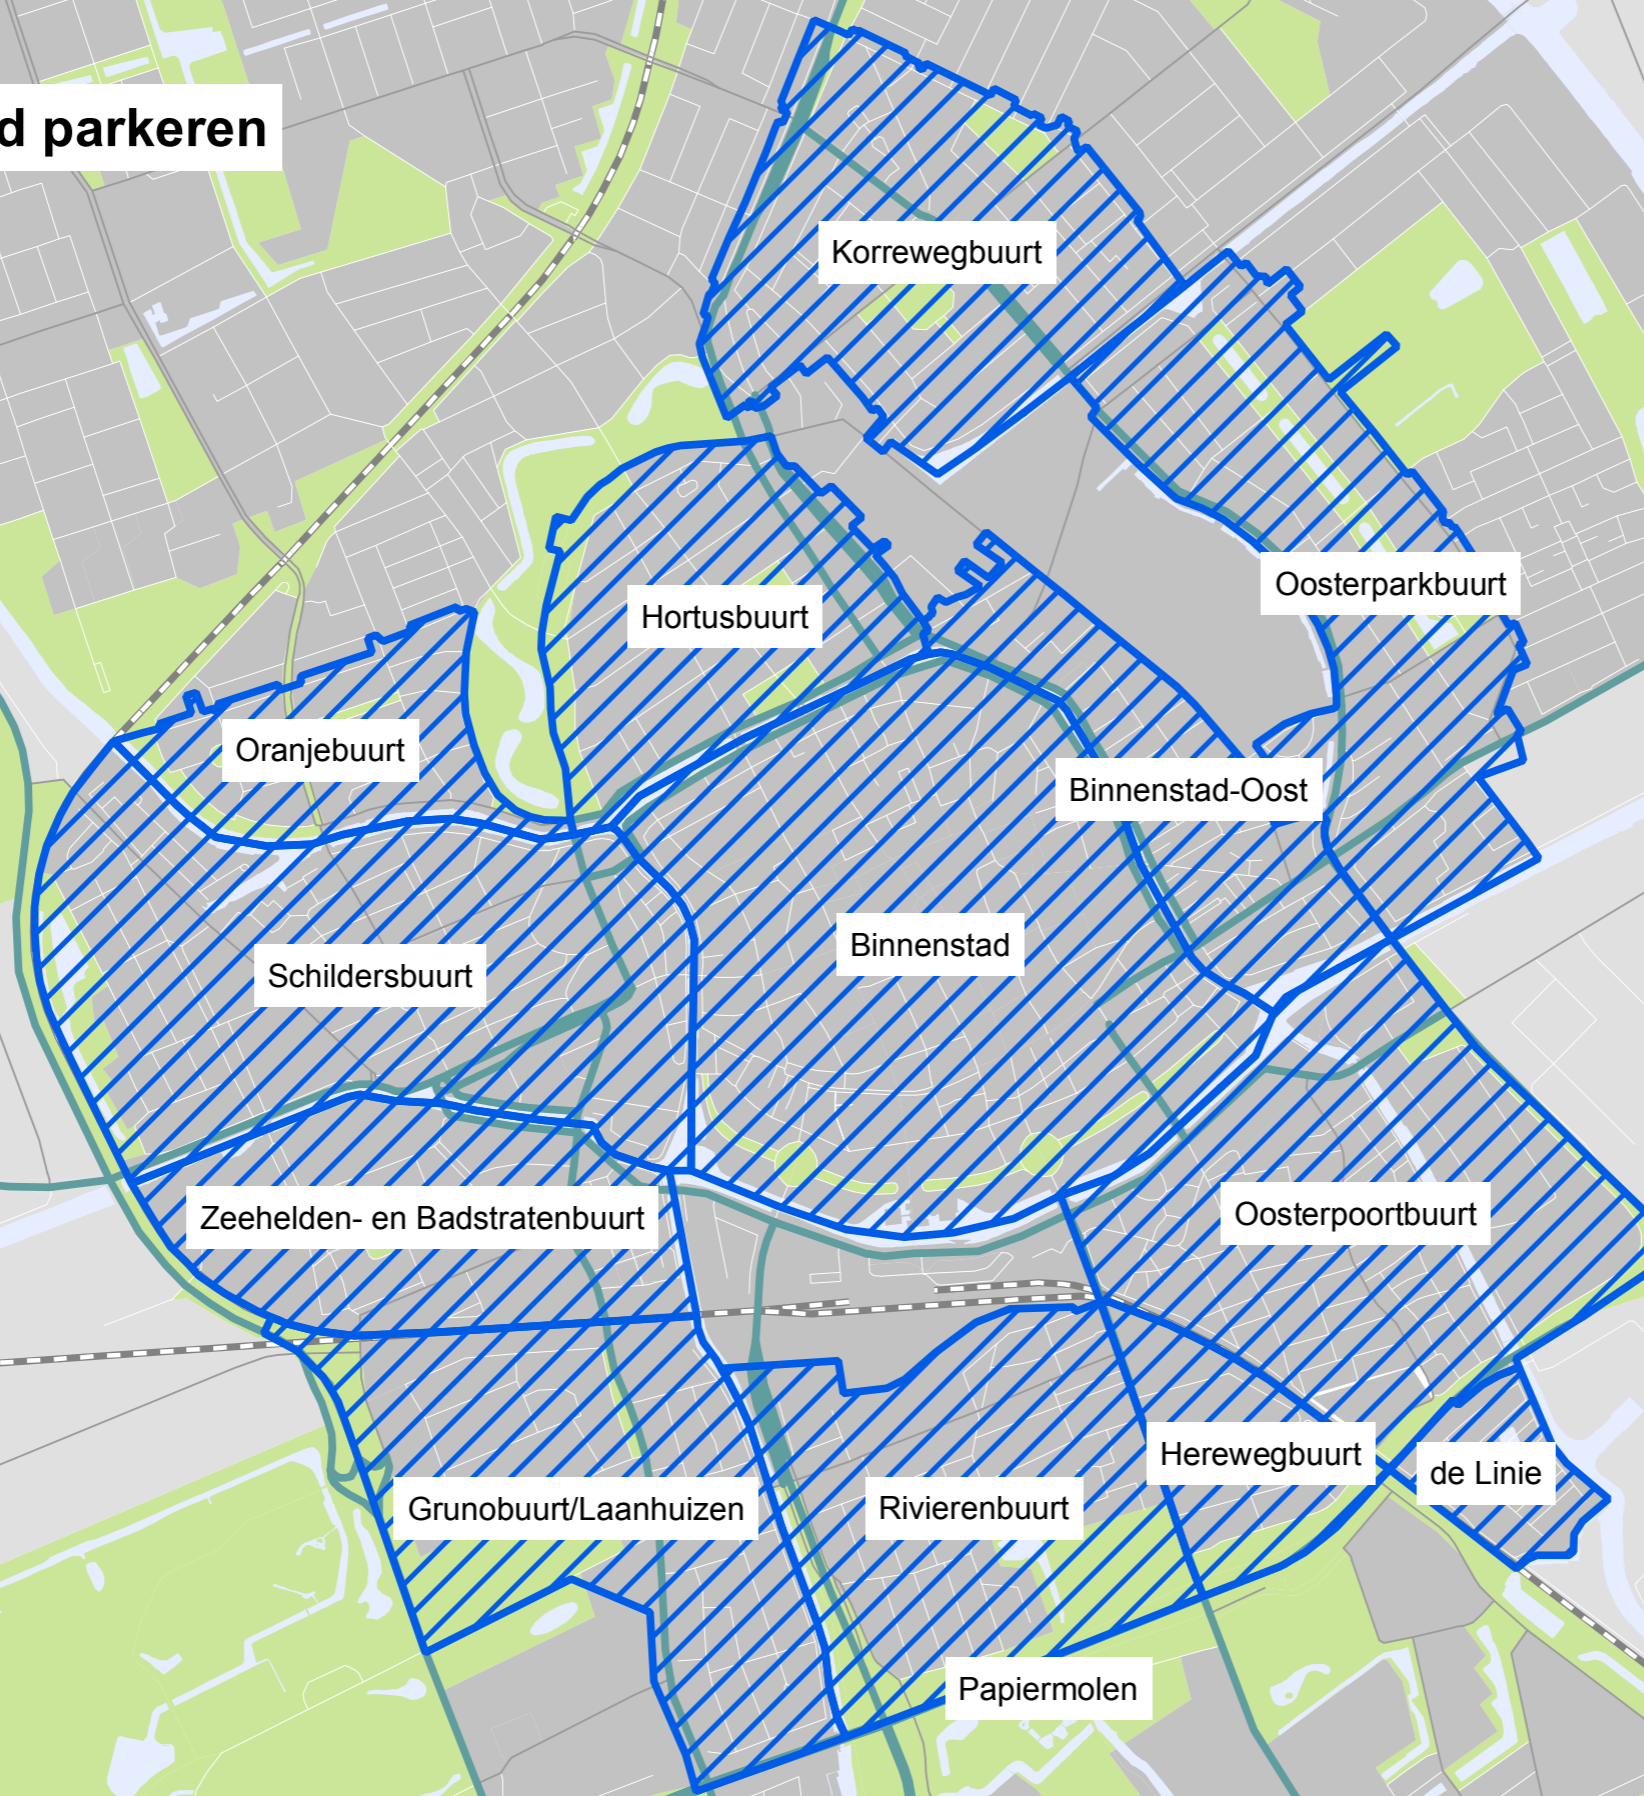 d parkeren
Korrewegbuurt
Oosterparkbuurt
Hortusbuurt
Oranjebuurt
Binnenstad-Oost
Binnenstad
Schildersbuurt
Zeehelden- en Badstratenbuurt
Oosterpoortbuurt
Herewegbuurt
de Linie
Grunobuurt/Laanhuizen
Rivierenbuurt
Papiermolen